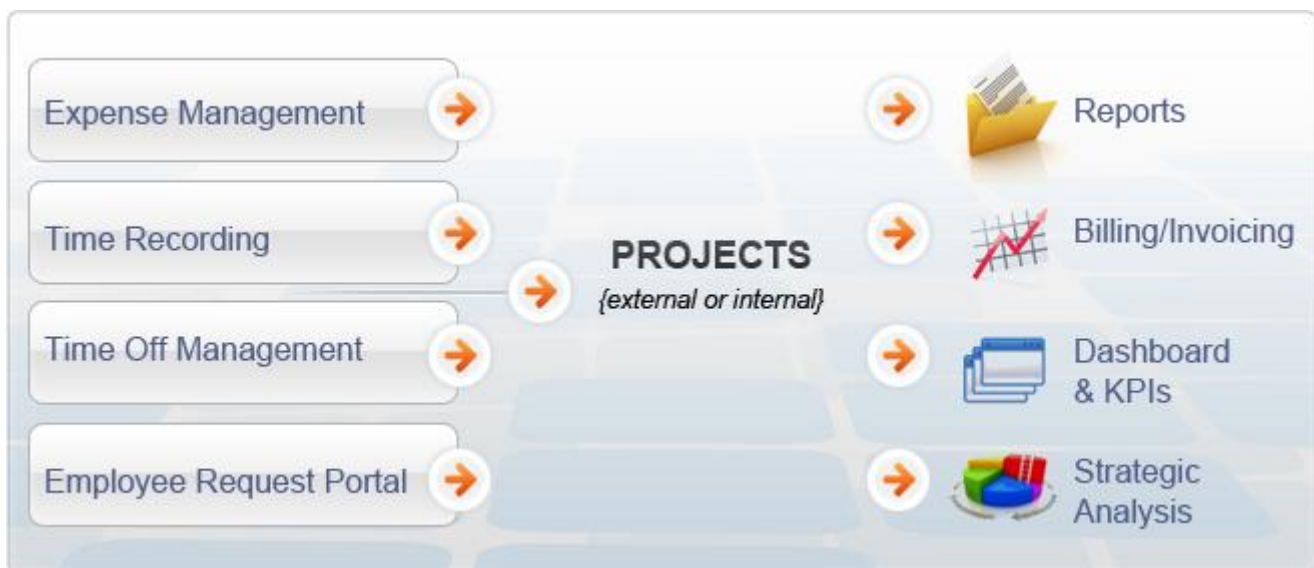 Expense Management
Time Recording
Time Off Management
Employee Request Portal
PROJECTS
{external or internal}
Reports
Billing/Invoicing
Dashboard
& KPIs
Strategic
Analysis